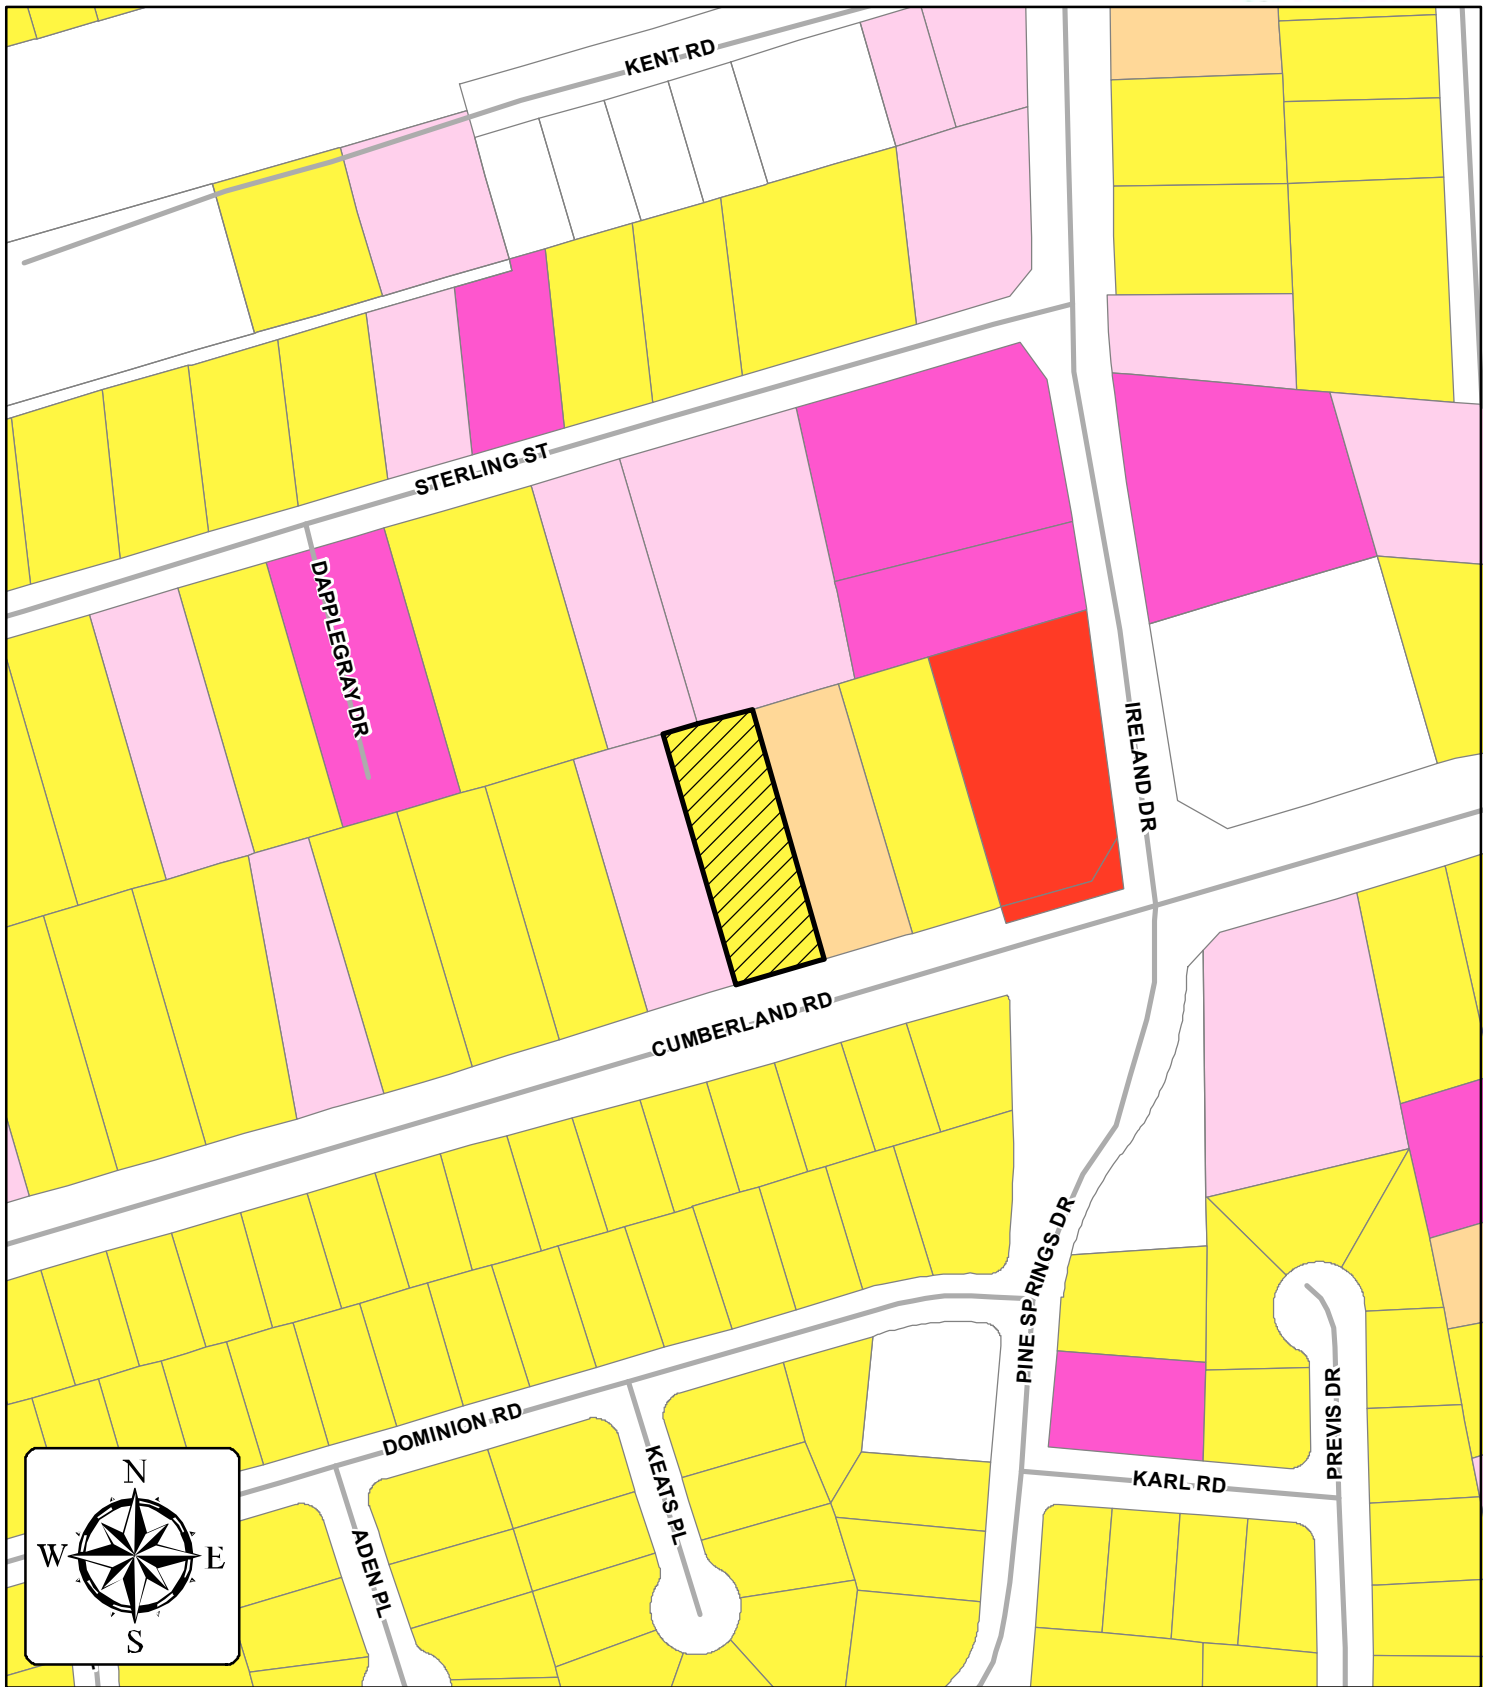 KENT RD
STERLING ST
DAPPLEGRAY DR
IRELAND DR
CUMBERLAND RD
PINE SPRINGS DR
DOMINION RD
KEATS PL
ADEN PL
KARL RD
PREVIS DR
N
W
E
S